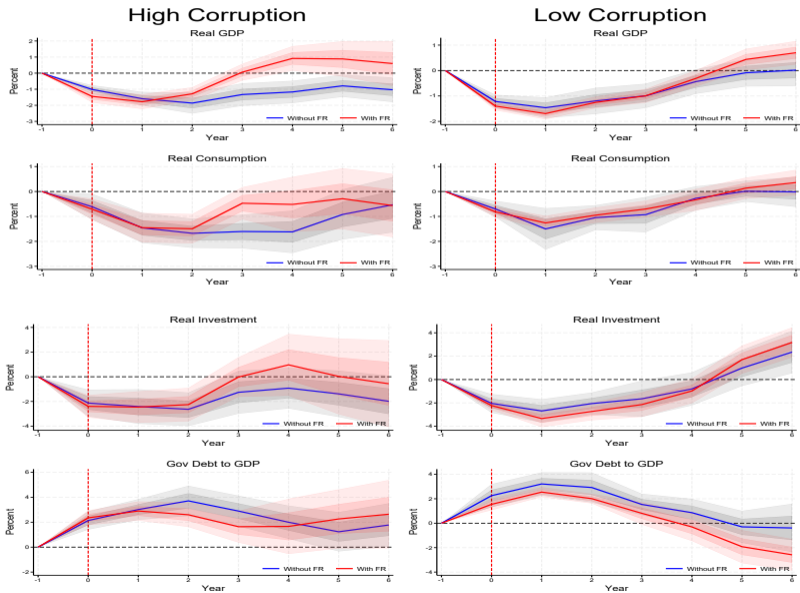 High Corruption
Low Corruption
Real GDP
Percent
2
1
0
-1
-2
-3
-1 0 1 2 3 4 5 6
Year
Without FR With FR
Real GDP
Percent
1
0
-1
-2
-1 0 1 2 3 4 5 6
Year
Without FR With FR
Real Consumption
Percent
1
0
-1
-2
-3
-1 0 1 2 3 4 5 6
Year
Without FR With FR
Real Consumption
Percent
1
0
-1
-2
-3
-1 0 1 2 3 4 5 6
Year
Without FR With FR
Real Investment
Percent
4
2
0
-2
-4
-1 0 1 2 3 4 5 6
Year
Without FR With FR
Real Investment
Percent
4
2
0
-2
-4
-1 0 1 2 3 4 5 6
Year
Without FR With FR
Gov Debt to GDP
Percent
6
4
2
0
-2
-1 0 1 2 3 4 5 6
Year
Without FR With FR
Gov Debt to GDP
Percent
4
2
0
-2
-4
-1 0 1 2 3 4 5 6
Year
Without FR With FR